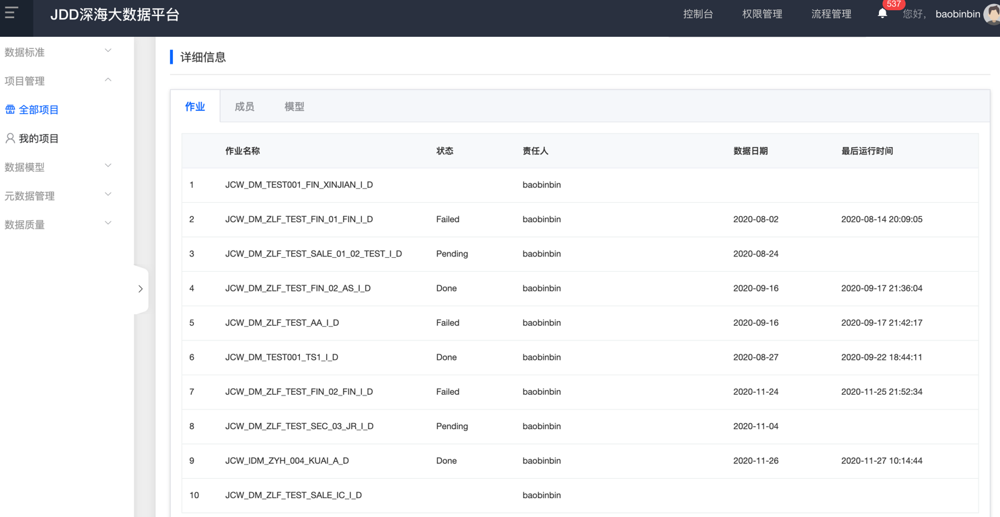 JDD深海大数据平台
控制台 权限管理 流程管理 537 您好, baobinbin
数据标准
项目管理
全部项目
我的项目
数据模型
元数据管理
数据质量
详细信息
作业 成员 模型
作业名称 状态 责任人 数据日期 最后运行时间
1 JCW_DM_TEST001_FIN_XINJIAN_I_D baobinbin
2 JCW_DM_ZLF_TEST_FIN_01_FIN_I_D Failed baobinbin 2020-08-02 2020-08-14 20:09:05
3 JCW_DM_ZLF_TEST_SALE_01_02_TEST_I_D Pending baobinbin 2020-08-24
4 JCW_DM_ZLF_TEST_FIN_02_AS_I_D Done baobinbin 2020-09-16 2020-09-17 21:36:04
5 JCW_DM_ZLF_TEST_AA_I_D Failed baobinbin 2020-09-16 2020-09-17 21:42:17
6 JCW_DM_TEST001_TS1_I_D Done baobinbin 2020-08-27 2020-09-22 18:44:11
7 JCW_DM_ZLF_TEST_FIN_02_FIN_I_D Failed baobinbin 2020-11-24 2020-11-25 21:52:34
8 JCW_DM_ZLF_TEST_SEC_03_JR_I_D Pending baobinbin 2020-11-04
9 JCW_IDM_ZYH_004_KUAI_A_D Done baobinbin 2020-11-26 2020-11-27 10:14:44
10 JCW_DM_ZLF_TEST_SALE_IC_I_D baobinbin